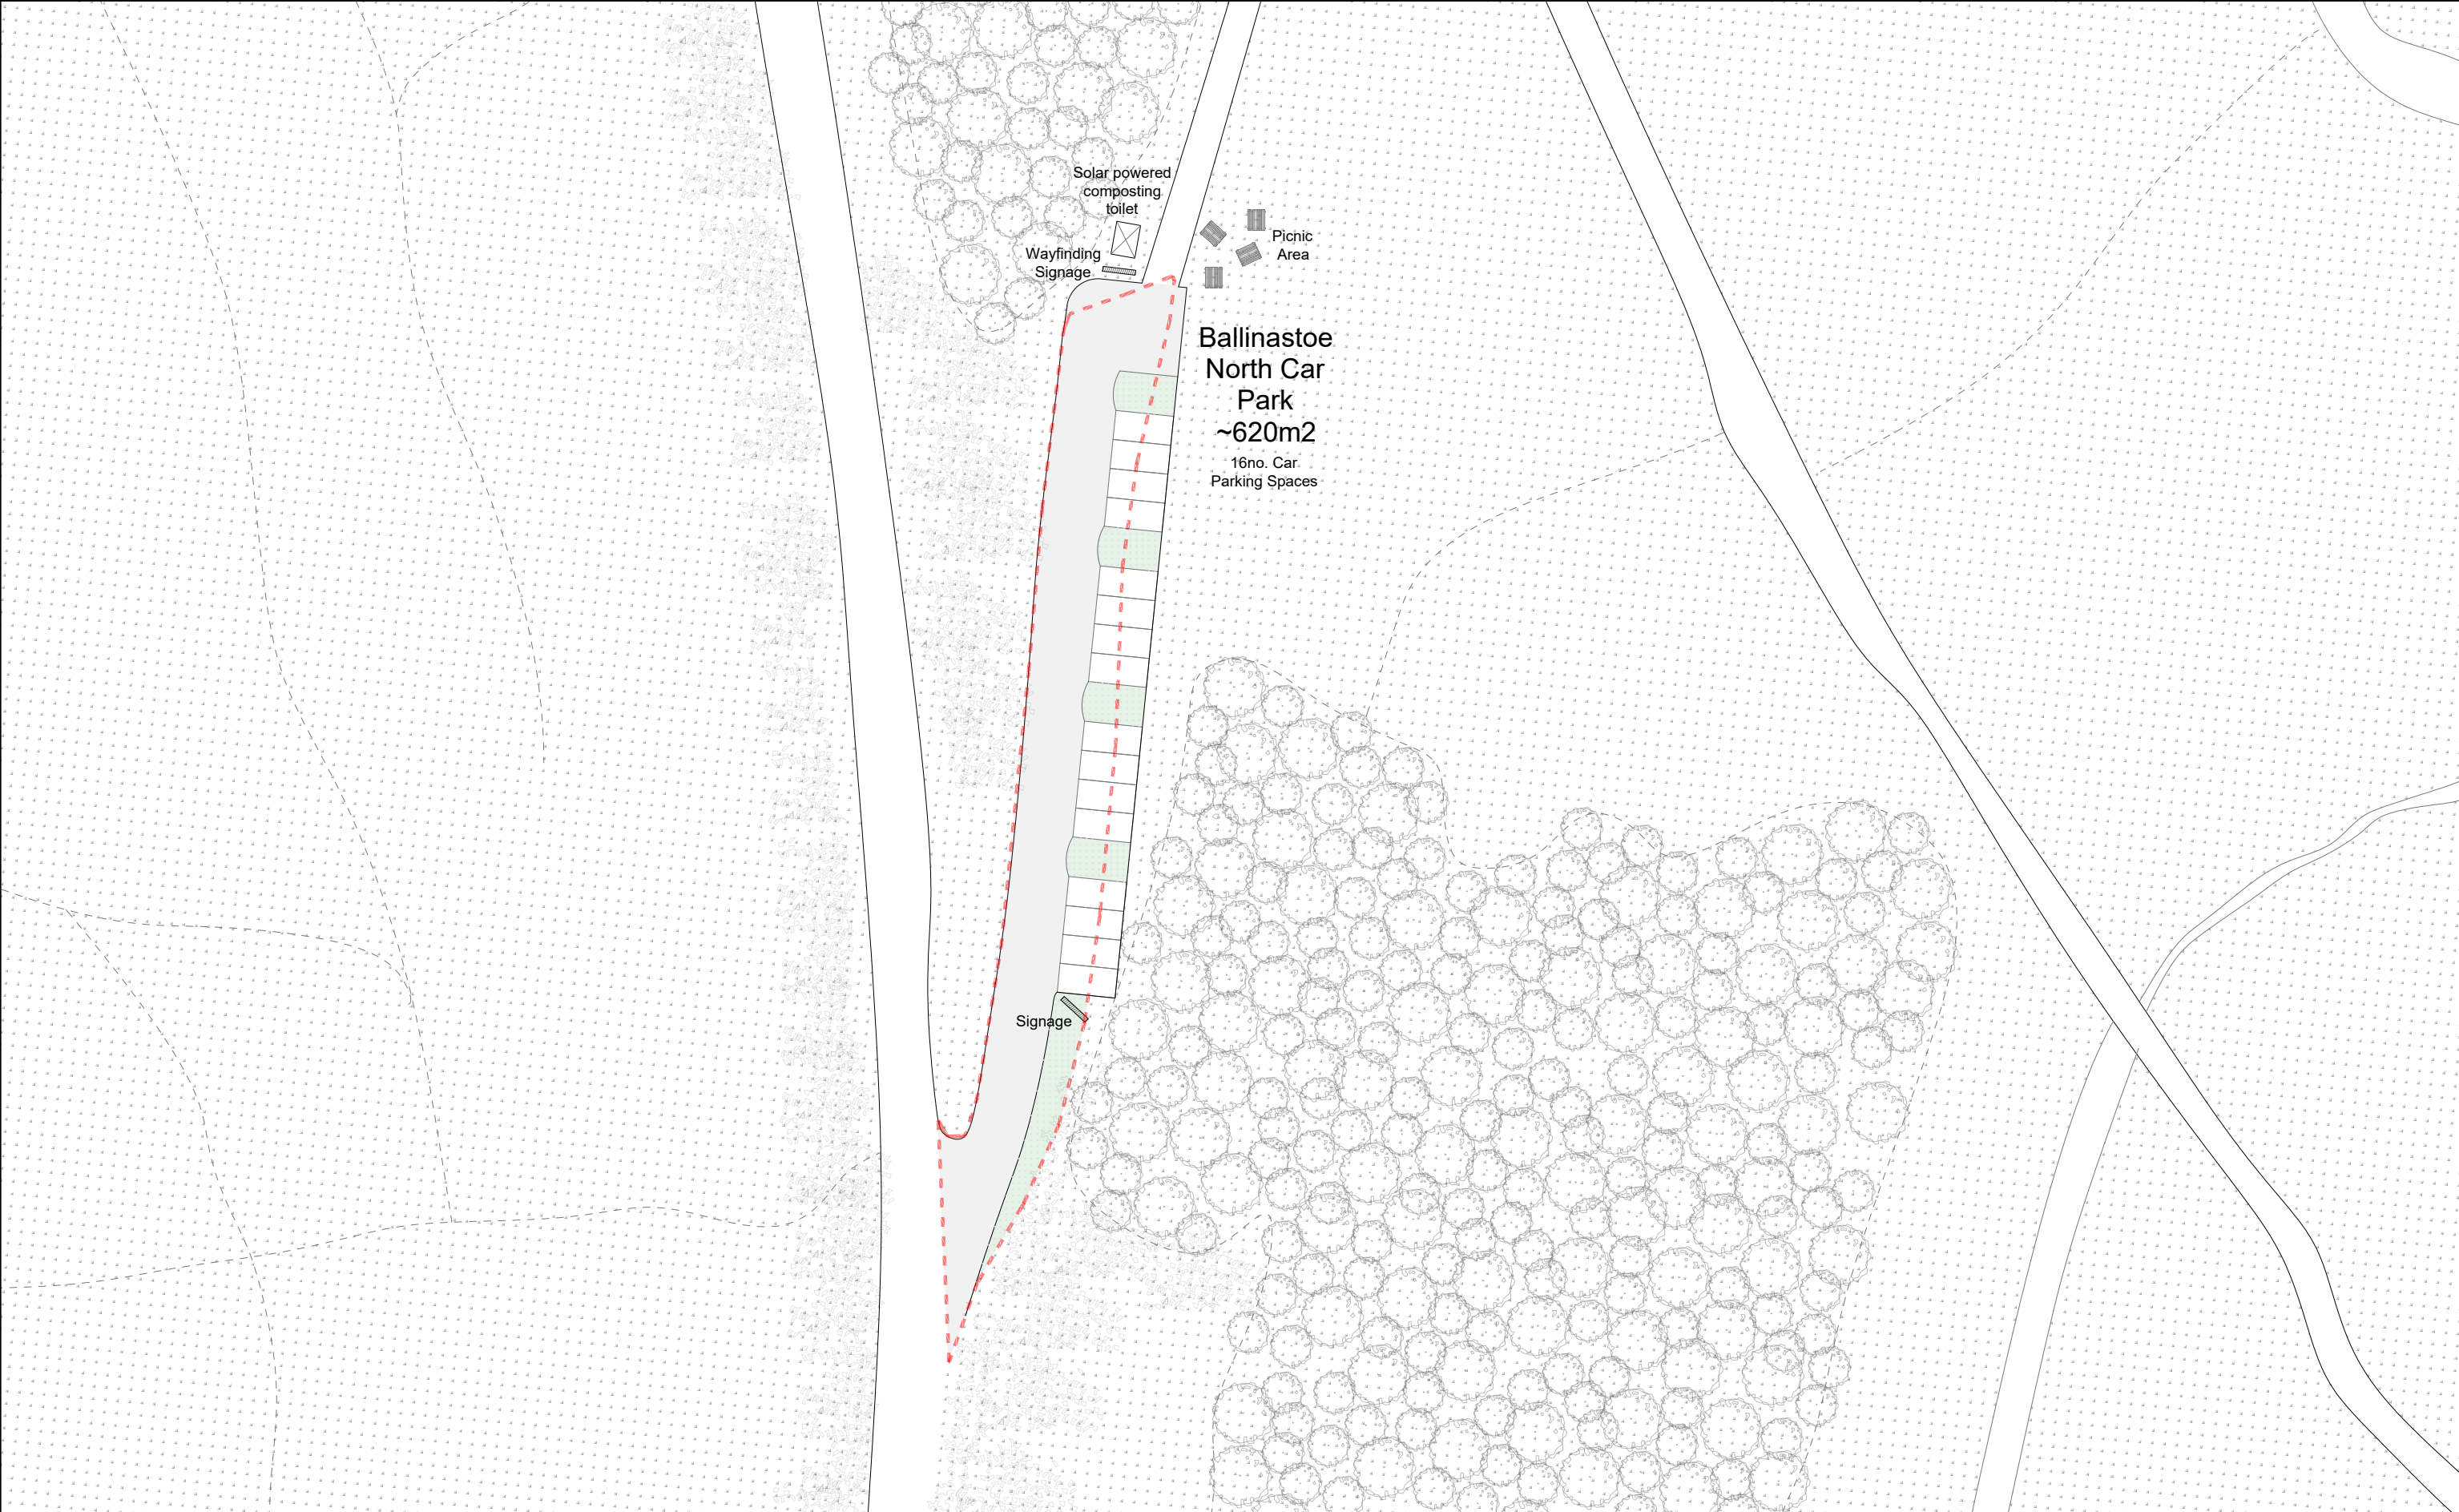 Solar powered
composting
toilet
Wayfinding
Signage
Picnic
Area
Ballinastoe
North Car
Park
~620m2
16no. Car
Parking Spaces
Signage